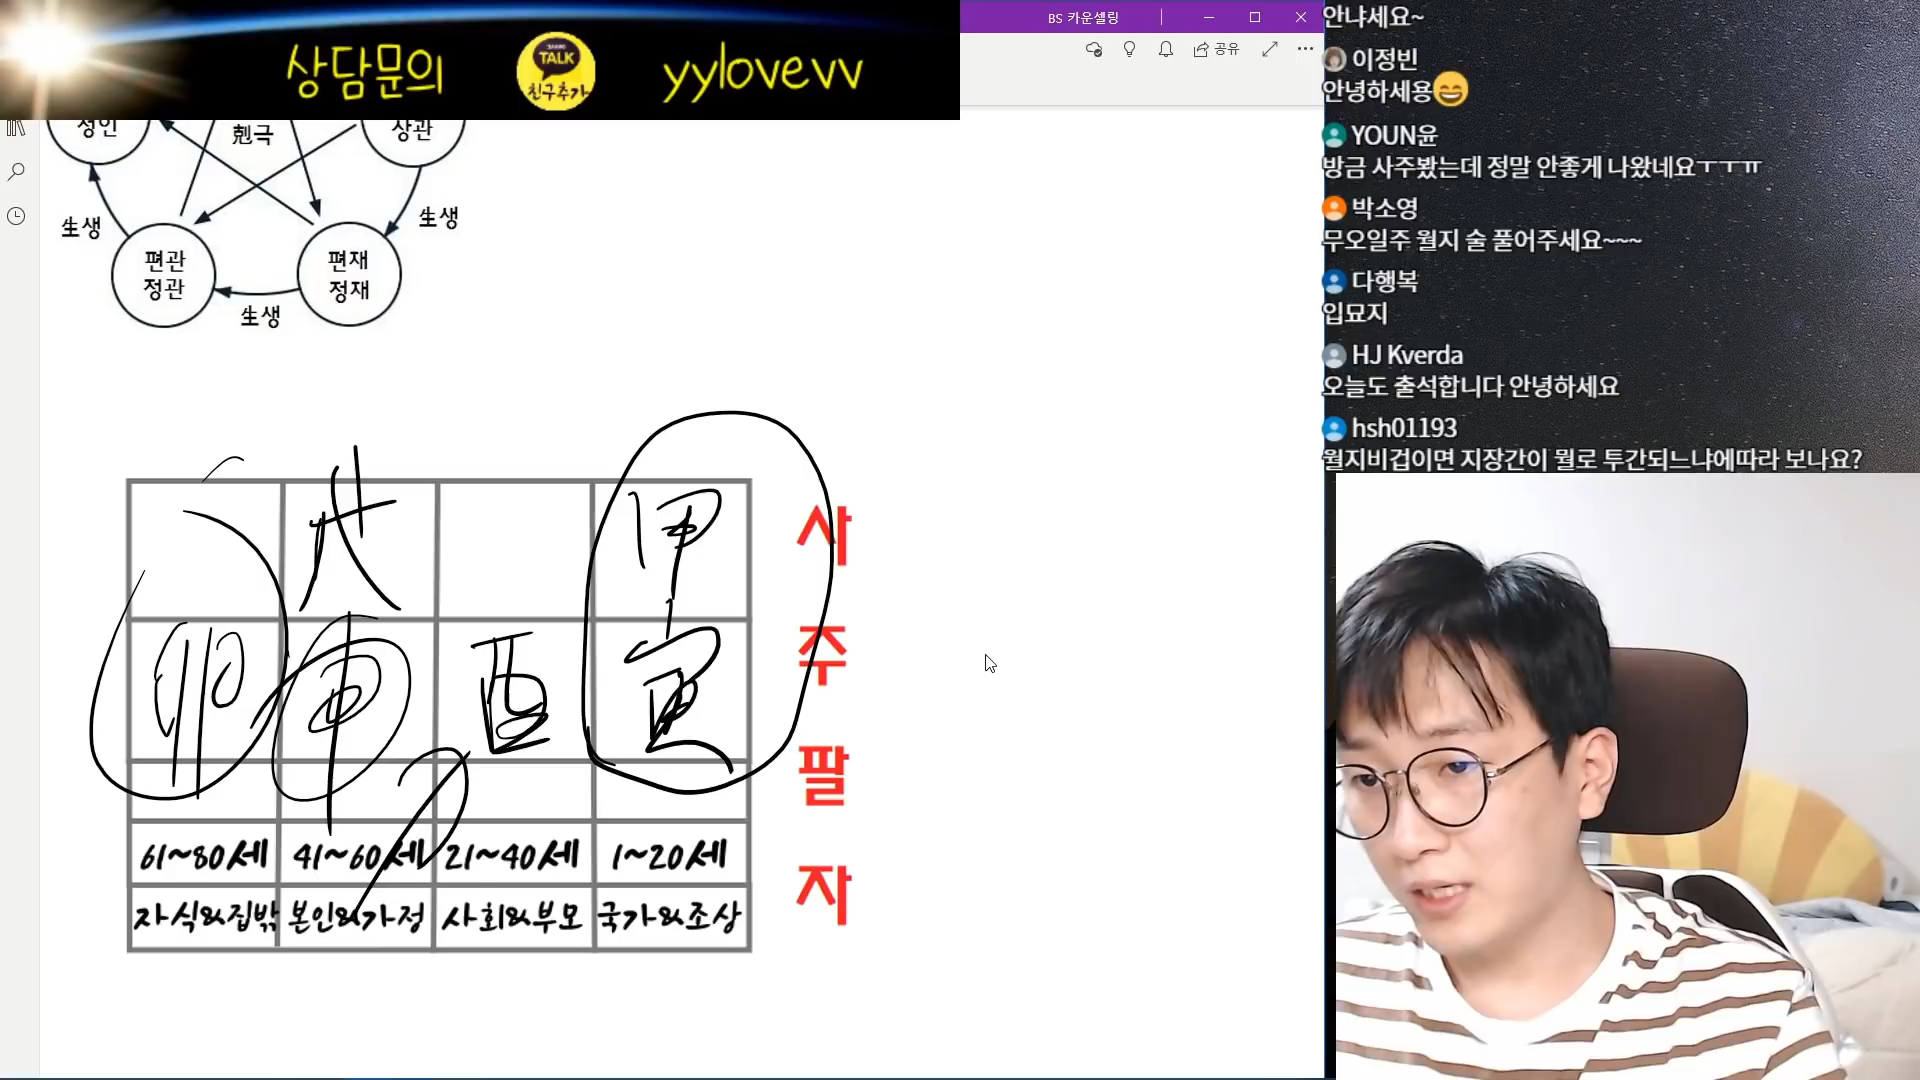 상담문의
TALK
친구추가
yylovevv
BS 카운셀링
공유
정인
剋극
상관
生생
生생
편관
정관
편재
정재
生생
甲
戊
卯
申
酉
寅
61~80세
41~60세
21~40세
1~20세
자식&집밖
본인&가정
사회&부모
국가&조상
사
주
팔
자
안냐세요~
이정빈
안녕하세용😄
YOUN윤
방금 사주봤는데 정말 안좋게 나왔네요ㅜㅜㅠ
박소영
무오일주 월지 술 풀어주세요~~~
다행복
입묘지
HJ Kverda
오늘도 출석합니다 안녕하세요
hsh01193
월지비겁이면 지장간이 뭘로 투간되느냐에따라 보나요?